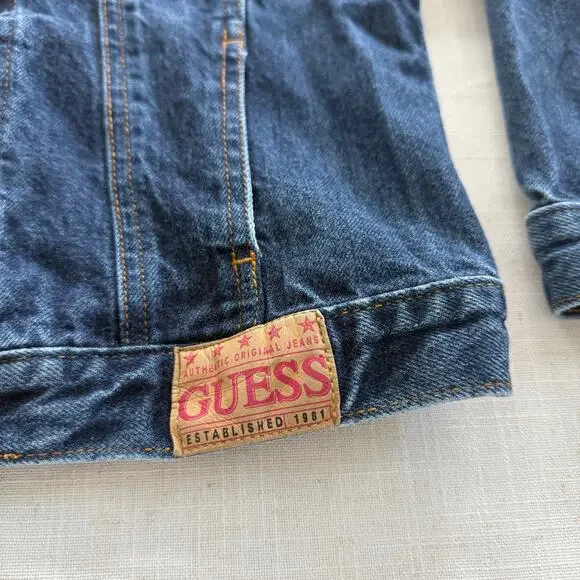 AUTHENTIC ORIGINAL JEANS
GUESS
ESTABLISHED 1981